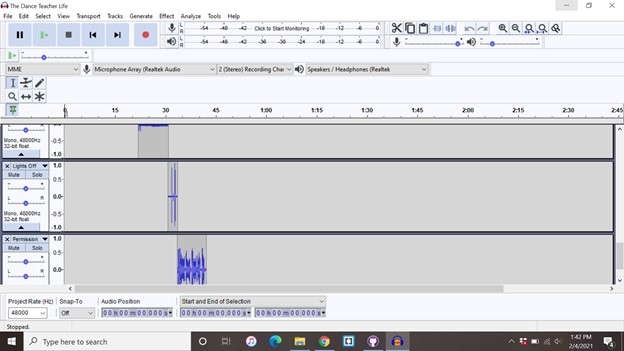 The Dance Teacher Life
File Edit Select View Transport Tracks Generate Effect Analyze Tools Help
L
R
-54 -48 -42 Click to Start Monitoring -18 -12 -6 0
L
R
-54 -48 -42 -36 -30 -24 -18 -12 -6 0
MME Microphone Array (Realtek Audio 2 (Stereo) Recording Chan Speakers / Headphones (Realtek
0 15 30 45 1:00 1:15 1:30 1:45 2:00 2:15 2:30 2:45
L R
Mono, 48000Hz
32-bit float
-0.5
-1.0
Lights Off
Mute Solo
- +
L R
Mono, 48000Hz
32-bit float
1.0
0.5
0.0
-0.5
-1.0
Permission
Mute Solo
- +
L R
1.0
0.5
0.0
Project Rate (Hz) Snap-To Audio Position Start and End of Selection
48000 Off 00 h 00 m 00.000 s 00 h 00 m 00.000 s 00 h 00 m 00.000 s
Stopped.
Type here to search
1:42 PM
2/4/2021
4